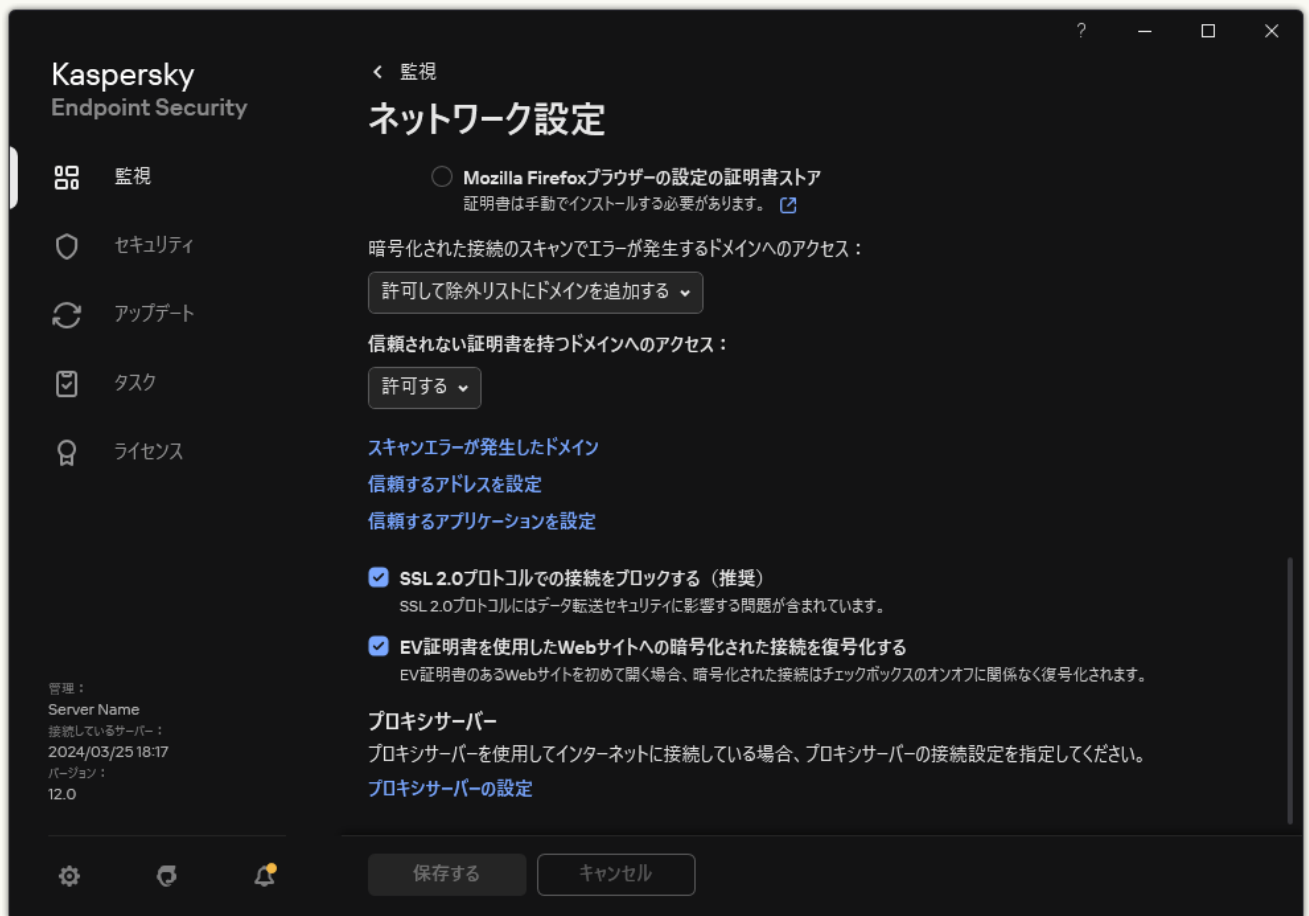 ?
Kaspersky
Endpoint Security
監視
セキュリティ
アップデート
タスク
ライセンス
管理：
Server Name
接続しているサーバー：
2024/03/25 18:17
バージョン：
12.0
監視
ネットワーク設定
Mozilla Firefoxブラウザーの設定の証明書ストア
証明書は手動でインストールする必要があります。
暗号化された接続のスキャンでエラーが発生するドメインへのアクセス：
許可して除外リストにドメインを追加する
信頼されない証明書を持つドメインへのアクセス：
許可する
スキャンエラーが発生したドメイン
信頼するアドレスを設定
信頼するアプリケーションを設定
SSL 2.0プロトコルでの接続をブロックする（推奨）
SSL 2.0プロトコルにはデータ転送セキュリティに影響する問題が含まれています。
EV証明書を使用したWebサイトへの暗号化された接続を復号化する
EV証明書のあるWebサイトを初めて開く場合、暗号化された接続はチェックボックスのオンオフに関係なく復号化されます。
プロキシサーバー
プロキシサーバーを使用してインターネットに接続している場合、プロキシサーバーの接続設定を指定してください。
プロキシサーバーの設定
保存する
キャンセル